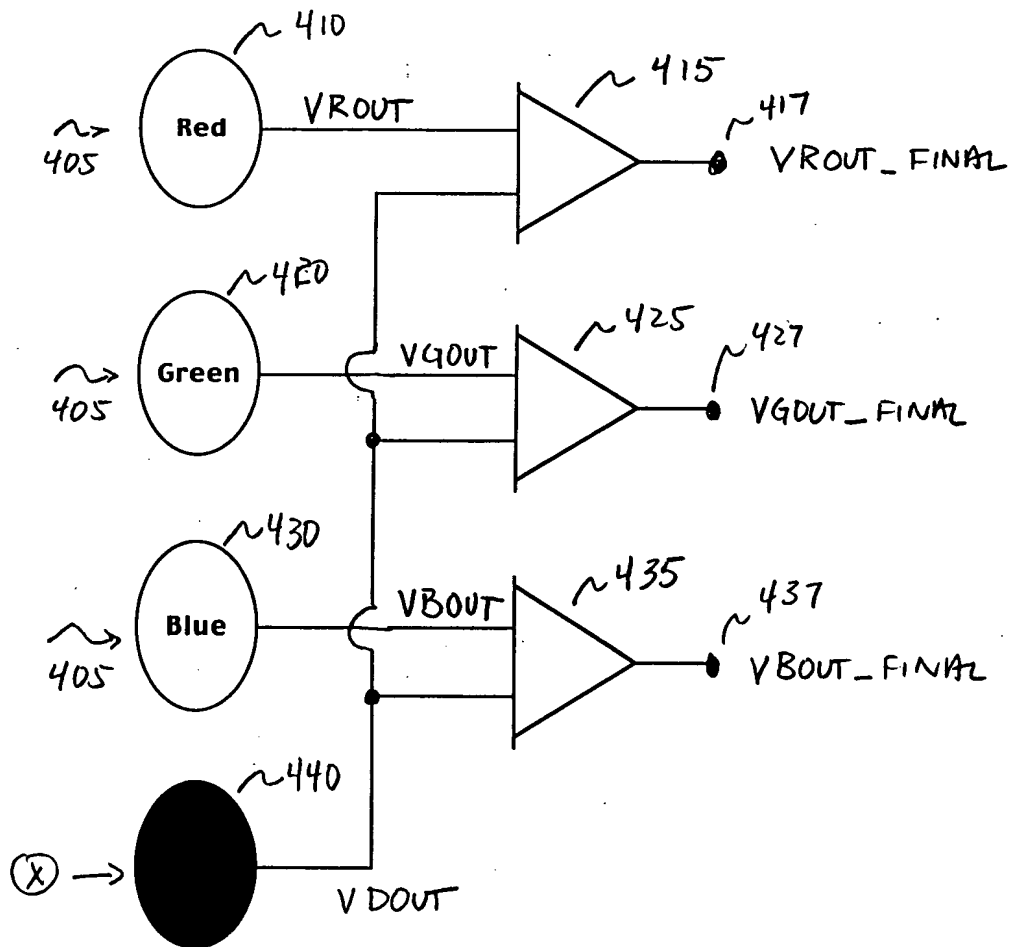 410
Red
405
VROUT
415
417
VROUT_FINAL
420
Green
405
VGOUT
425
427
VGOUT_FINAL
430
Blue
405
VBOUT
435
437
VBOUT_FINAL
440
X
VDOUT